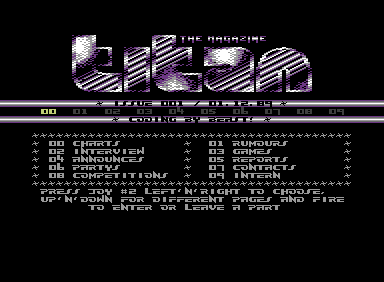 THE MAGAZINE
titan
* ISSUE 001 / 01.12.89 *
00 01 02 03 04 05 06 07 08 09
* CODING BY BEASTIE *
* 00 CHARTS * 01 RUMOURS *
* 02 INTERVIEW * 03 GAMES *
* 04 ANNOUNCES * 05 REPORTS *
* 06 PARTYS * 07 CONTACTS *
* 08 COMPETITIONS * 09 INTERN *
PRESS JOY #2 LEFT'N'RIGHT TO CHOOSE,
UP'N'DOWN FOR DIFFERENT PAGES AND FIRE
TO ENTER OR LEAVE A PART